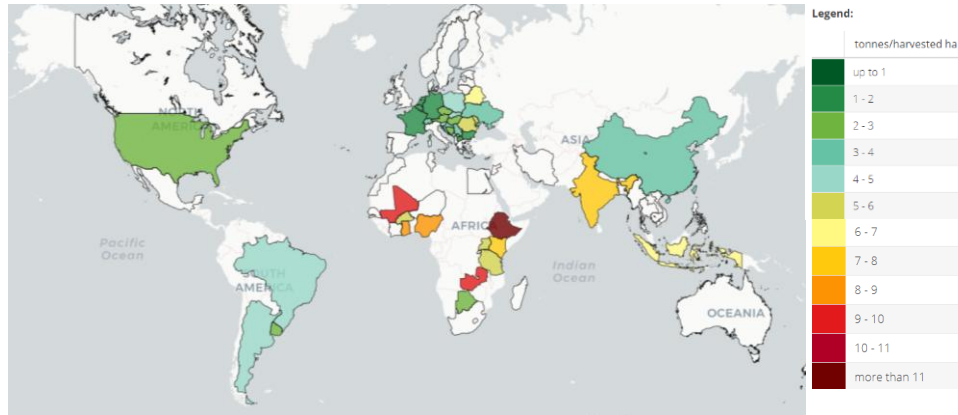 Legend:
tonnes/harvested ha
up to 1
1 - 2
2 - 3
3 - 4
4 - 5
5 - 6
6 - 7
7 - 8
8 - 9
9 - 10
10 - 11
more than 11
NORTH
AMERICA
ASIA
AFRICA
Pacific
Ocean
Indian
Ocean
SOUTH
AMERICA
OCEANIA